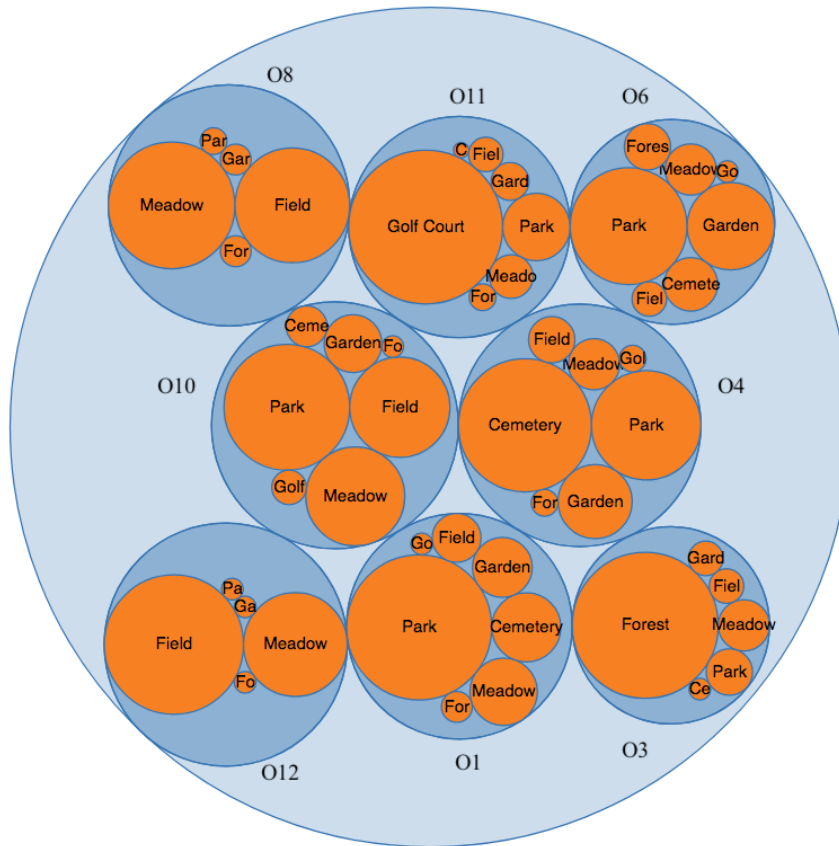 O8
Par
Gar
Meadow
Field
For
O11
C
Fiel
Gard
Golf Court
Park
Meado
For
O6
Fores
Meadow
Go
Park
Garden
Cemete
Fiel
O10
Ceme
Garden
Fo
Park
Field
Golf
Meadow
O4
Field
Meadow
Gol
Cemetery
Park
For
Garden
O12
Pa
Ga
Field
Meadow
Fo
O1
Go
Field
Garden
Park
Cemetery
Meadow
For
O3
Gard
Fiel
Forest
Meadow
Park
Ce